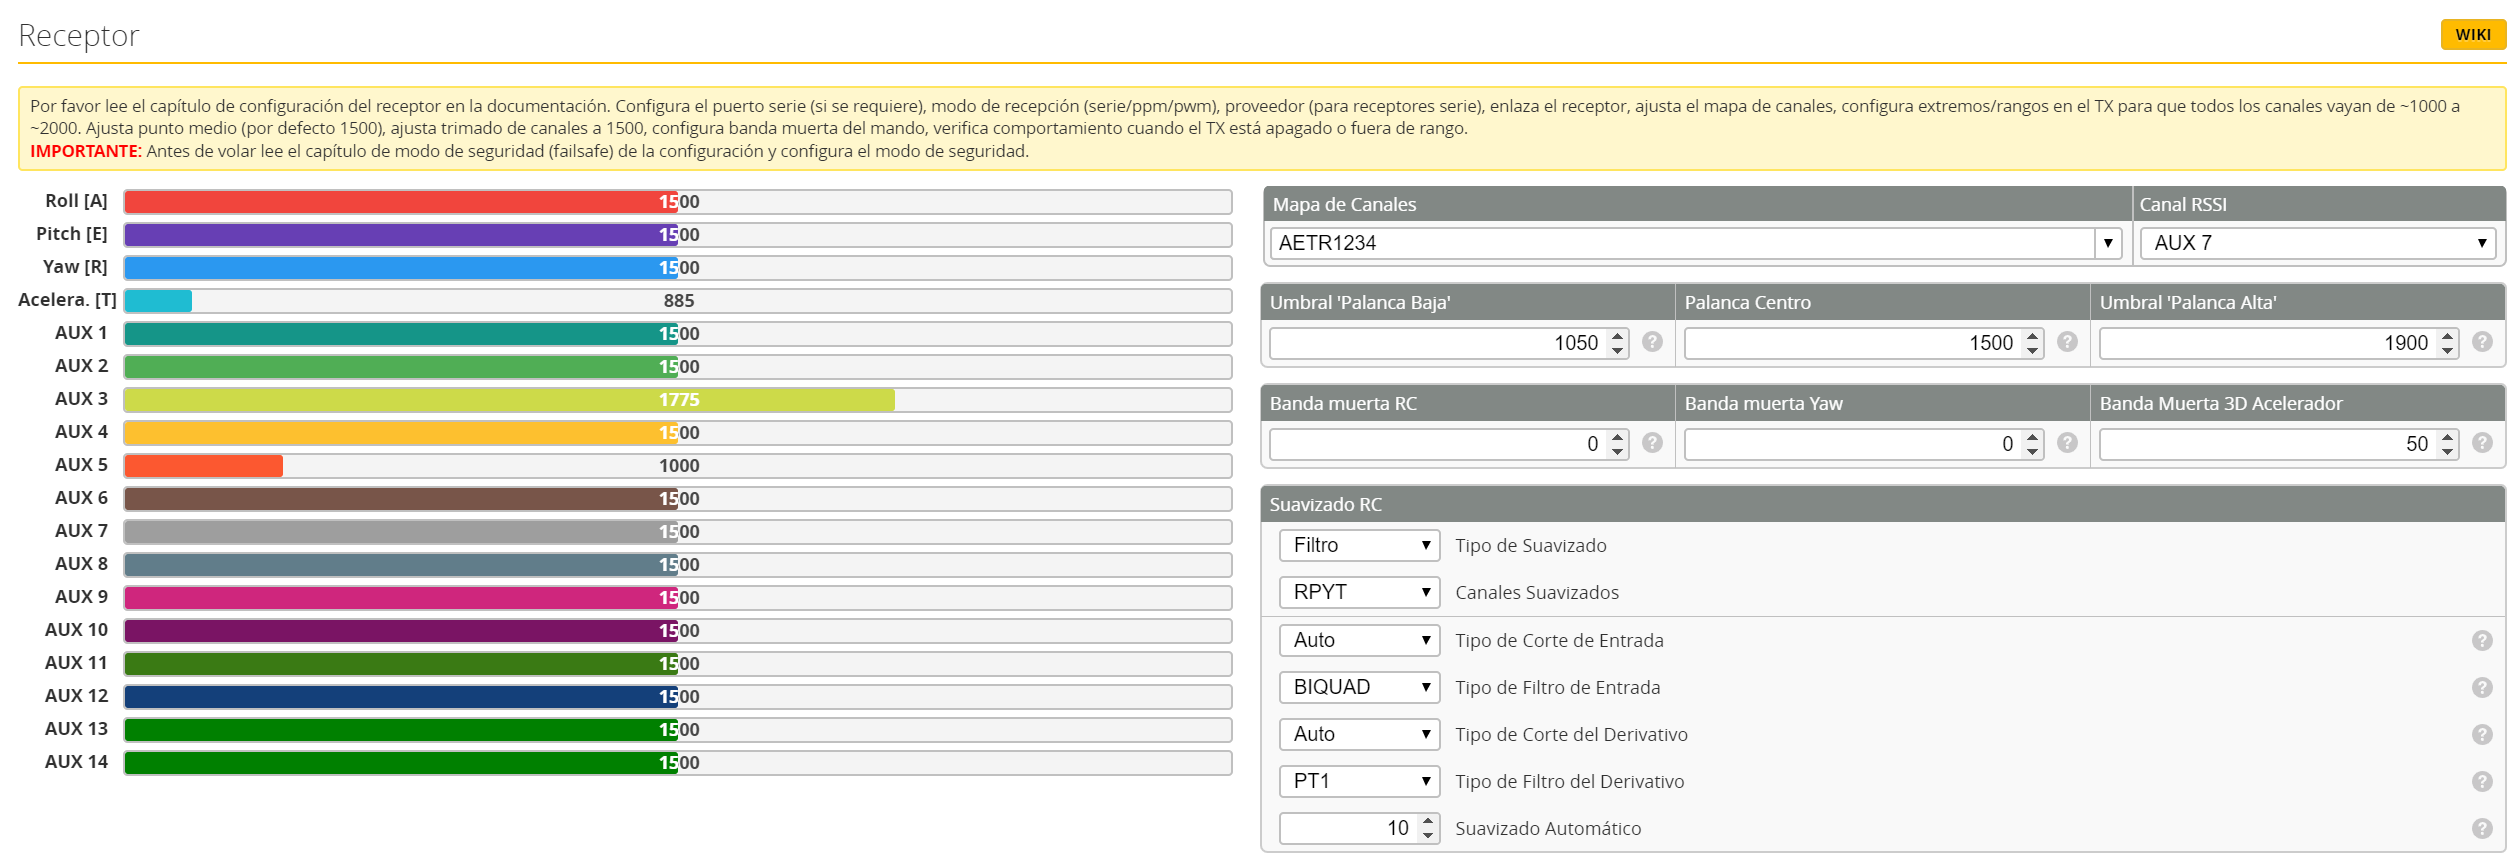 Receptor
WIKI
Por favor lee el capítulo de configuración del receptor en la documentación. Configura el puerto serie (si se requiere), modo de recepción (serie/ppm/pwm), proveedor (para receptores serie), enlaza el receptor, ajusta el mapa de canales, configura extremos/rangos en el TX para que todos los canales vayan de ~1000 a
~2000. Ajusta punto medio (por defecto 1500), ajusta trimado de canales a 1500, configura banda muerta del mando, verifica comportamiento cuando el TX está apagado o fuera de rango.
IMPORTANTE: Antes de volar lee el capítulo de modo de seguridad (failsafe) de la configuración y configura el modo de seguridad.
Roll [A] 1500
Pitch [E] 1500
Yaw [R] 1500
Acelera. [T] 885
AUX 1 1500
AUX 2 1500
AUX 3 1775
AUX 4 1500
AUX 5 1000
AUX 6 1500
AUX 7 1500
AUX 8 1500
AUX 9 1500
AUX 10 1500
AUX 11 1500
AUX 12 1500
AUX 13 1500
AUX 14 1500
Mapa de Canales Canal RSSI
AETR1234 AUX 7
Umbral 'Palanca Baja' Palanca Centro Umbral 'Palanca Alta'
1050 ? 1500 ? 1900 ?
Banda muerta RC Banda muerta Yaw Banda Muerta 3D Acelerador
0 ? 0 ? 50 ?
Suavizado RC
Filtro Tipo de Suavizado
RPYT Canales Suavizados
Auto Tipo de Corte de Entrada ?
BIQUAD Tipo de Filtro de Entrada ?
Auto Tipo de Corte del Derivativo ?
PT1 Tipo de Filtro del Derivativo ?
10 Suavizado Automático ?